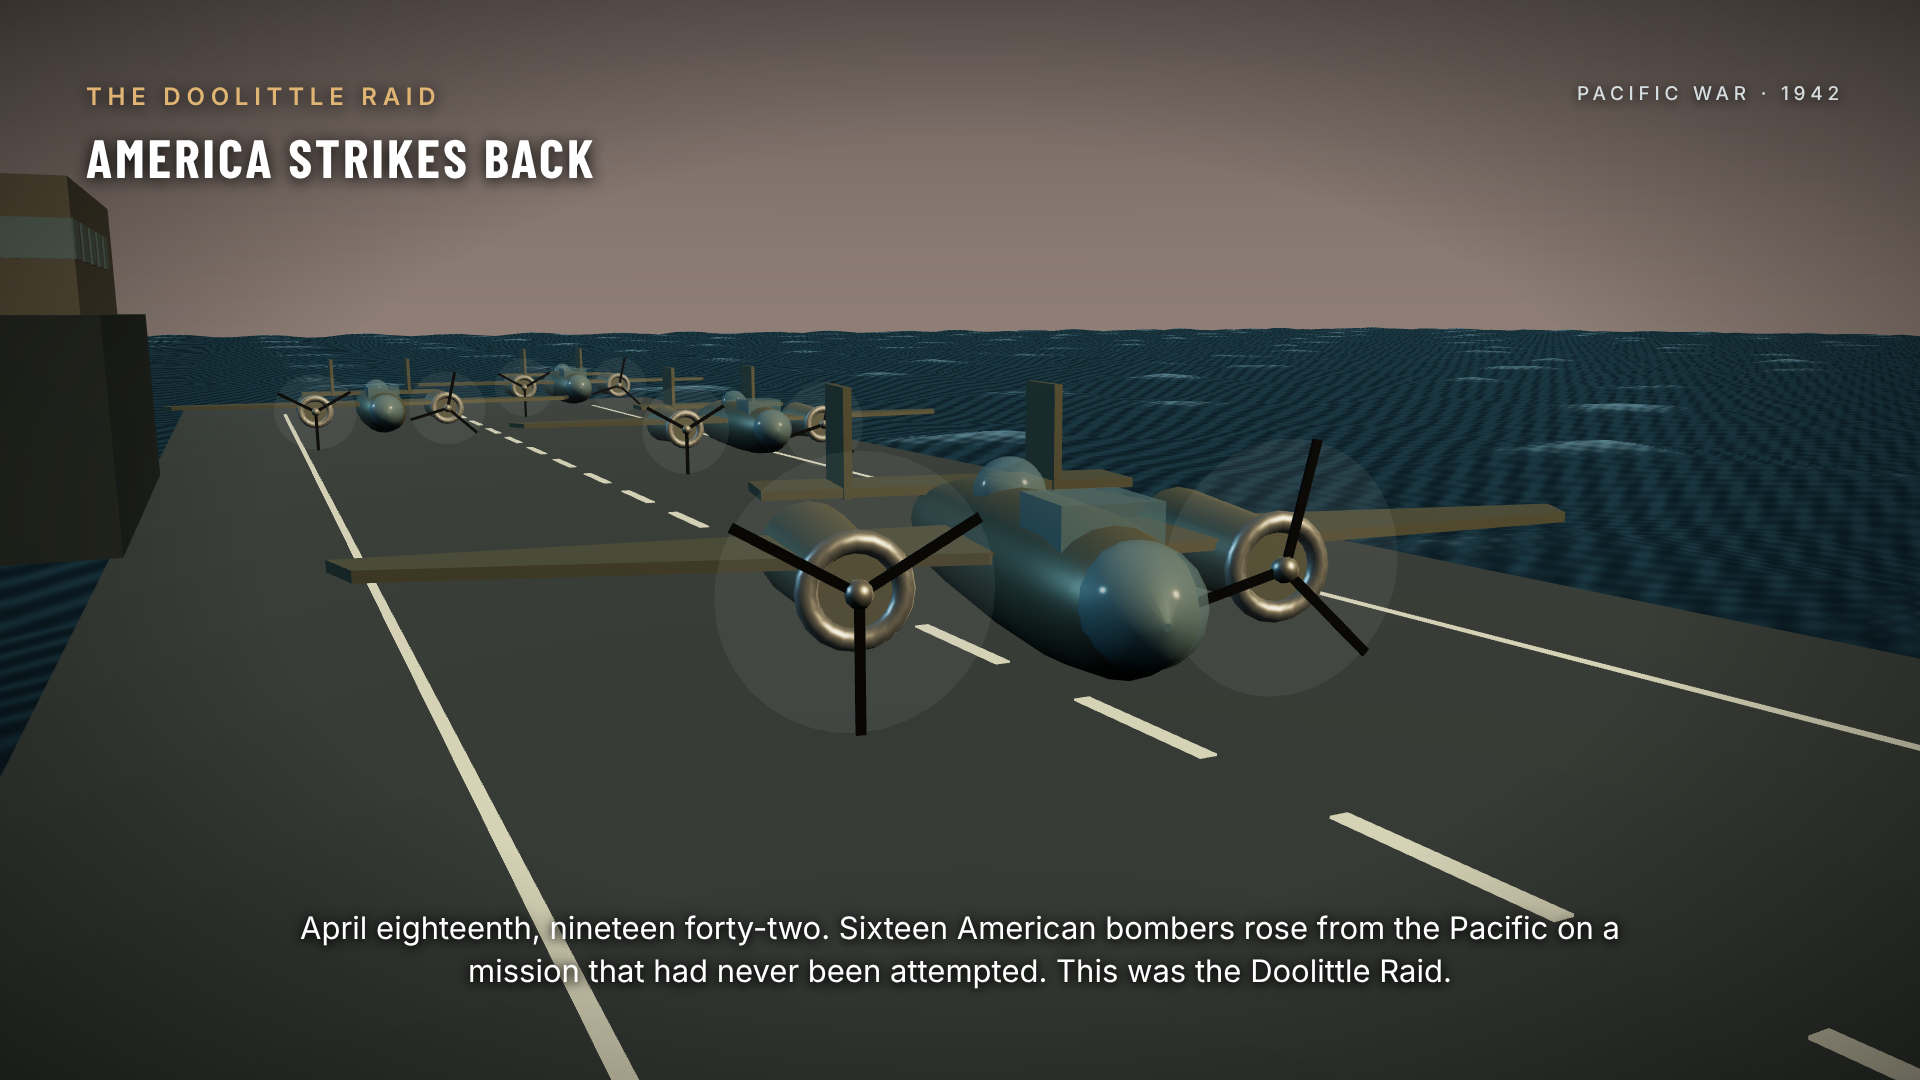 THE DOOLITTLE RAID
PACIFIC WAR · 1942
AMERICA STRIKES BACK
April eighteenth, nineteen forty-two. Sixteen American bombers rose from the Pacific on a
mission that had never been attempted. This was the Doolittle Raid.